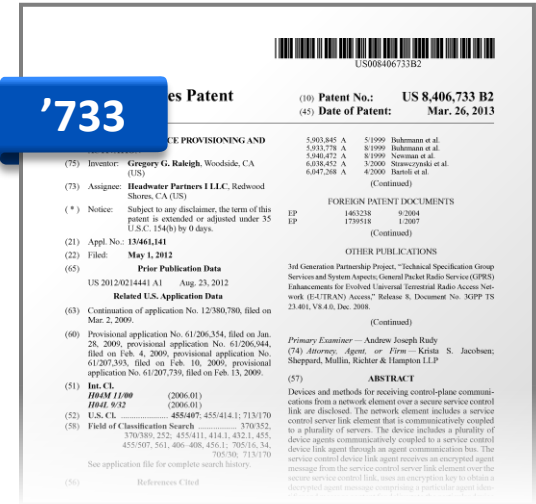 US008406733B2
'733
es Patent
(10) Patent No.: US 8,406,733 B2
(45) Date of Patent: Mar. 26, 2013
CE PROVISIONING AND
(75) Inventor: Gregory G. Raleigh, Woodside, CA
(US)
(73) Assignee: Headwater Partners I LLC, Redwood
Shores, CA (US)
( * ) Notice: Subject to any disclaimer, the term of this
patent is extended or adjusted under 35
U.S.C. 154(b) by 0 days.
(21) Appl. No.: 13/461,141
(22) Filed: May 1, 2012
(65) Prior Publication Data
US 2012/0214441 A1 Aug. 23, 2012
Related U.S. Application Data
(63) Continuation of application No. 12/380,780, filed on
Mar. 2, 2009.
(60) Provisional application No. 61/206,354, filed on Jan.
28, 2009, provisional application No. 61/206,944,
filed on Feb. 4, 2009, provisional application No.
61/207,393, filed on Feb. 10, 2009, provisional
application No. 61/207,739, filed on Feb. 13, 2009.
(51) Int. Cl.
H04M 11/00 (2006.01)
H04L 9/32 (2006.01)
(52) U.S. Cl. 455/407; 455/414.1; 713/170
(58) Field of Classification Search 370/352,
370/389, 252; 455/411, 414.1, 432.1, 455,
455/507, 561, 406–408, 456.1; 705/16, 34,
705/30; 713/170
See application file for complete search history.
(56) References Cited
5,903,845 A 5/1999 Buhrmann et al.
5,933,778 A 8/1999 Buhrmann et al.
5,940,472 A 8/1999 Newman et al.
6,038,452 A 3/2000 Strawczynski et al.
6,047,268 A 4/2000 Bartoli et al.
(Continued)
FOREIGN PATENT DOCUMENTS
EP 1463238 9/2004
EP 1739518 1/2007
(Continued)
OTHER PUBLICATIONS
3rd Generation Partnership Project, "Technical Specification Group
Services and System Aspects; General Packet Radio Service (GPRS)
Enhancements for Evolved Universal Terrestrial Radio Access Net-
work (E-UTRAN) Access," Release 8, Document No. 3GPP TS
23.401, V8.4.0, Dec. 2008.
(Continued)
Primary Examiner — Andrew Joseph Rudy
(74) Attorney, Agent, or Firm — Krista S. Jacobsen;
Sheppard, Mullin, Richter & Hampton LLP
(57) ABSTRACT
Devices and methods for receiving control-plane communi-
cations from a network element over a secure service control
link are disclosed. The network element includes a service
control server link element that is communicatively coupled
to a plurality of servers. The device includes a plurality of
device agents communicatively coupled to a service control
device link agent through an agent communication bus. The
service control device link agent receives an encrypted agent
message from the service control server link element over the
secure service control link, uses an encryption key to obtain a
decrypted agent message comprising a particular agent iden-